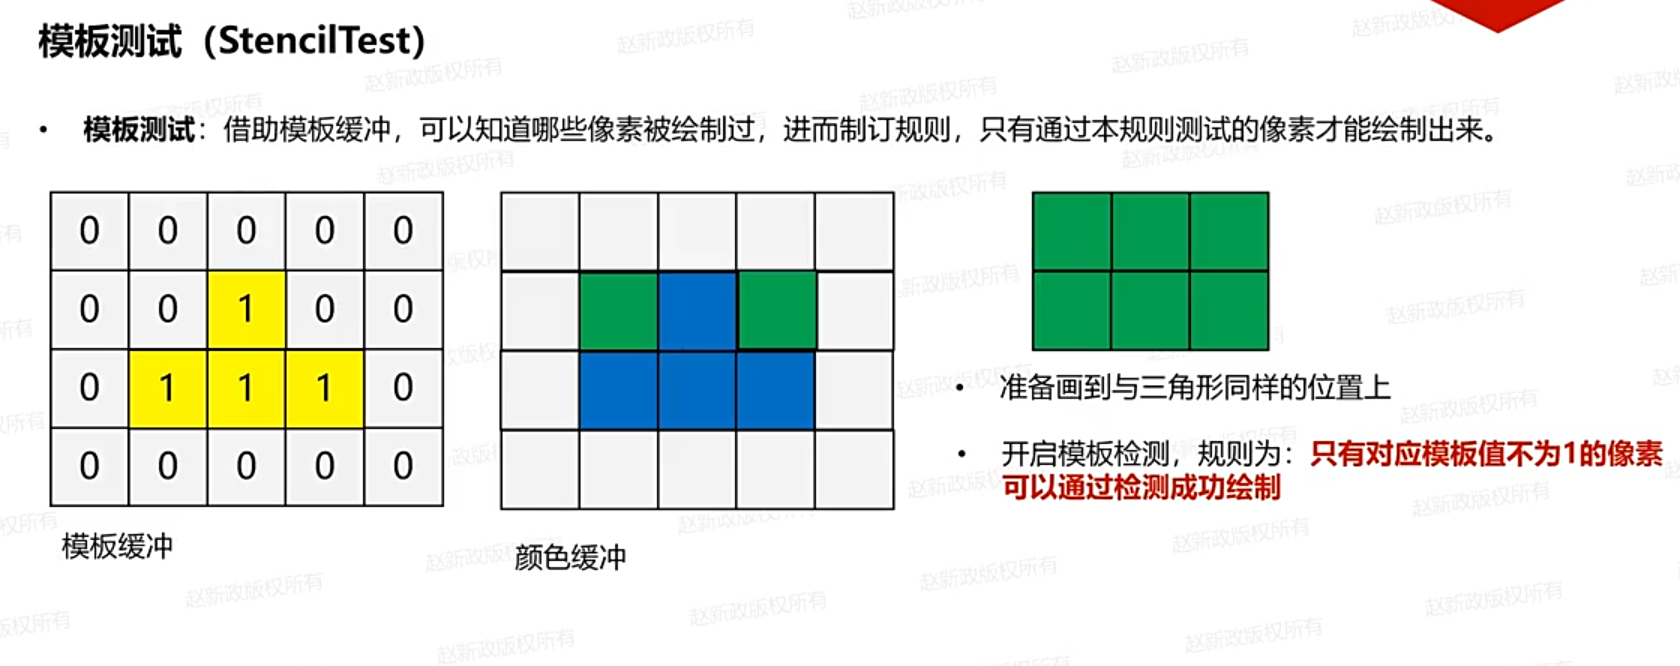 模板测试（StencilTest）
• 模板测试：借助模板缓冲，可以知道哪些像素被绘制过，进而制订规则，只有通过本规则测试的像素才能绘制出来。
0 0 0 0 0
0 0 1 0 0
0 1 1 1 0
0 0 0 0 0
模板缓冲
颜色缓冲
• 准备画到与三角形同样的位置上
• 开启模板检测，规则为：只有对应模板值不为1的像素
可以通过检测成功绘制
赵新政版权所有